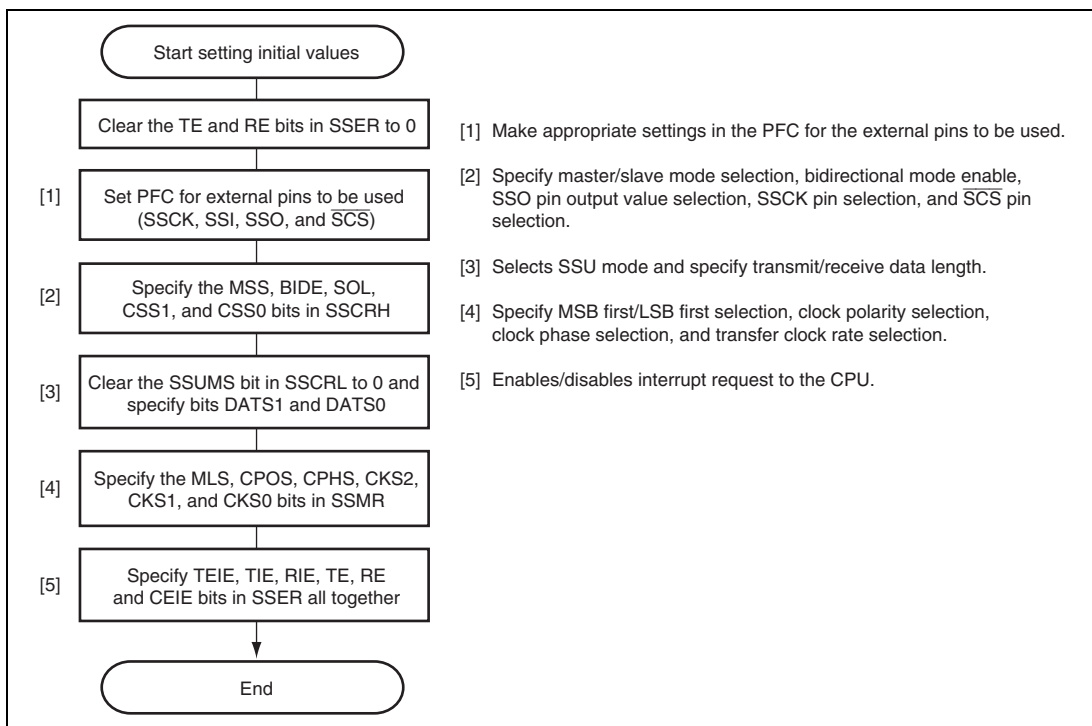 Start setting initial values
Clear the TE and RE bits in SSER to 0
[1]
Set PFC for external pins to be used
(SSCK, SSI, SSO, and S̅C̅S̅)
[2]
Specify the MSS, BIDE, SOL,
CSS1, and CSS0 bits in SSCRH
[3]
Clear the SSUMS bit in SSCRL to 0 and
specify bits DATS1 and DATS0
[4]
Specify the MLS, CPOS, CPHS, CKS2,
CKS1, and CKS0 bits in SSMR
[5]
Specify TEIE, TIE, RIE, TE, RE
and CEIE bits in SSER all together
End
[1] Make appropriate settings in the PFC for the external pins to be used.
[2] Specify master/slave mode selection, bidirectional mode enable,
SSO pin output value selection, SSCK pin selection, and S̅C̅S̅ pin
selection.
[3] Selects SSU mode and specify transmit/receive data length.
[4] Specify MSB first/LSB first selection, clock polarity selection,
clock phase selection, and transfer clock rate selection.
[5] Enables/disables interrupt request to the CPU.